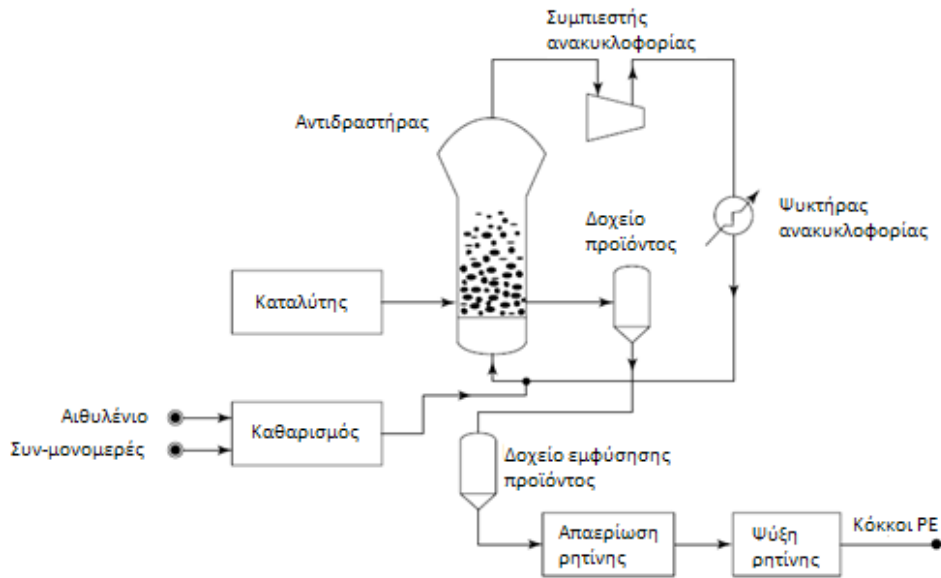 Συμπιεστής
ανακυκλοφορίας
Αντιδραστήρας
Ψυκτήρας
ανακυκλοφορίας
Δοχείο
προϊόντος
Καταλύτης
Αιθυλένιο
Συν-μονομερές
Καθαρισμός
Δοχείο εμφύσησης
προϊόντος
Απαερίωση
ρητίνης
Ψύξη
ρητίνης
Κόκκοι PE